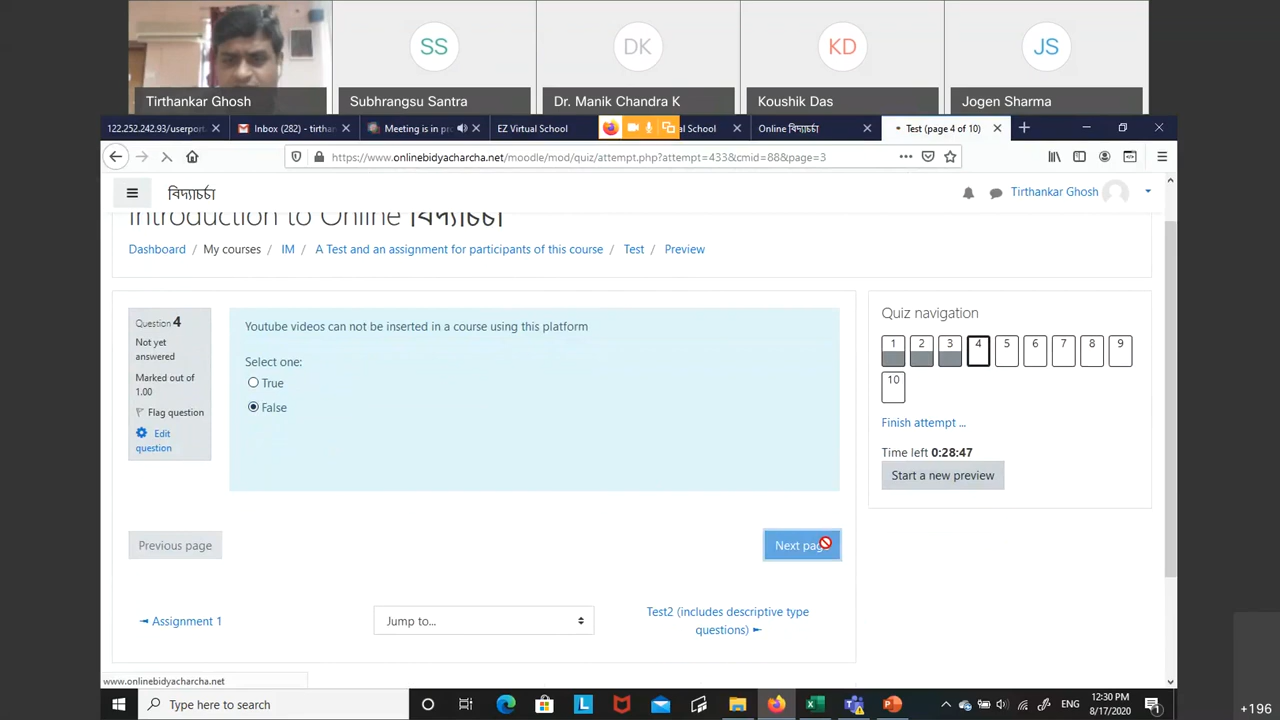 SS
DK
KD
JS
Tirthankar Ghosh
Subhrangsu Santra
Dr. Manik Chandra K
Koushik Das
Jogen Sharma
122.252.242.93/userport
Inbox (282) - tirthan
Meeting is in pr
EZ Virtual School
al School
Online বিদ্যাচর্চা
Test (page 4 of 10)
https://www.onlinebidyacharcha.net/moodle/mod/quiz/attempt.php?attempt=433&cmid=88&page=3
বিদ্যাচর্চা
Tirthankar Ghosh
Introduction to Online বিদ্যাচর্চা
Dashboard / My courses / IM / A Test and an assignment for participants of this course / Test / Preview
Question 4
Not yet
answered
Marked out of
1.00
Flag question
Edit
question
Youtube videos can not be inserted in a course using this platform
Select one:
True
False
Quiz navigation
1 2 3 4 5 6 7 8 9
10
Finish attempt ...
Time left 0:28:47
Start a new preview
Previous page
Next page
◄ Assignment 1
Jump to...
Test2 (includes descriptive type
questions) ►
www.onlinebidyacharcha.net
Type here to search
ENG
12:30 PM
8/17/2020
+196